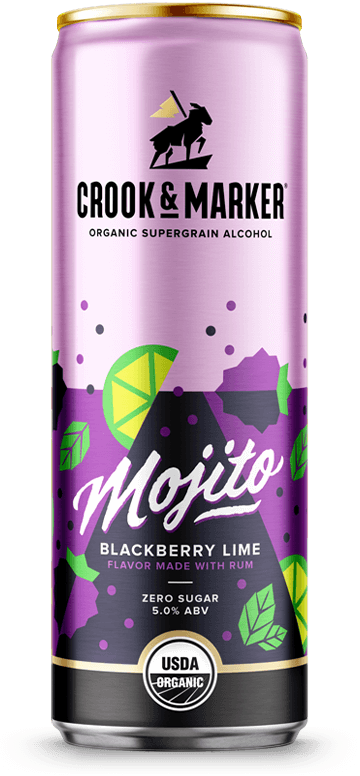 CROOK & MARKER®
ORGANIC SUPERGRAIN ALCOHOL
Mojito
BLACKBERRY LIME
FLAVOR MADE WITH RUM
ZERO SUGAR
5.0% ABV
USDA
ORGANIC